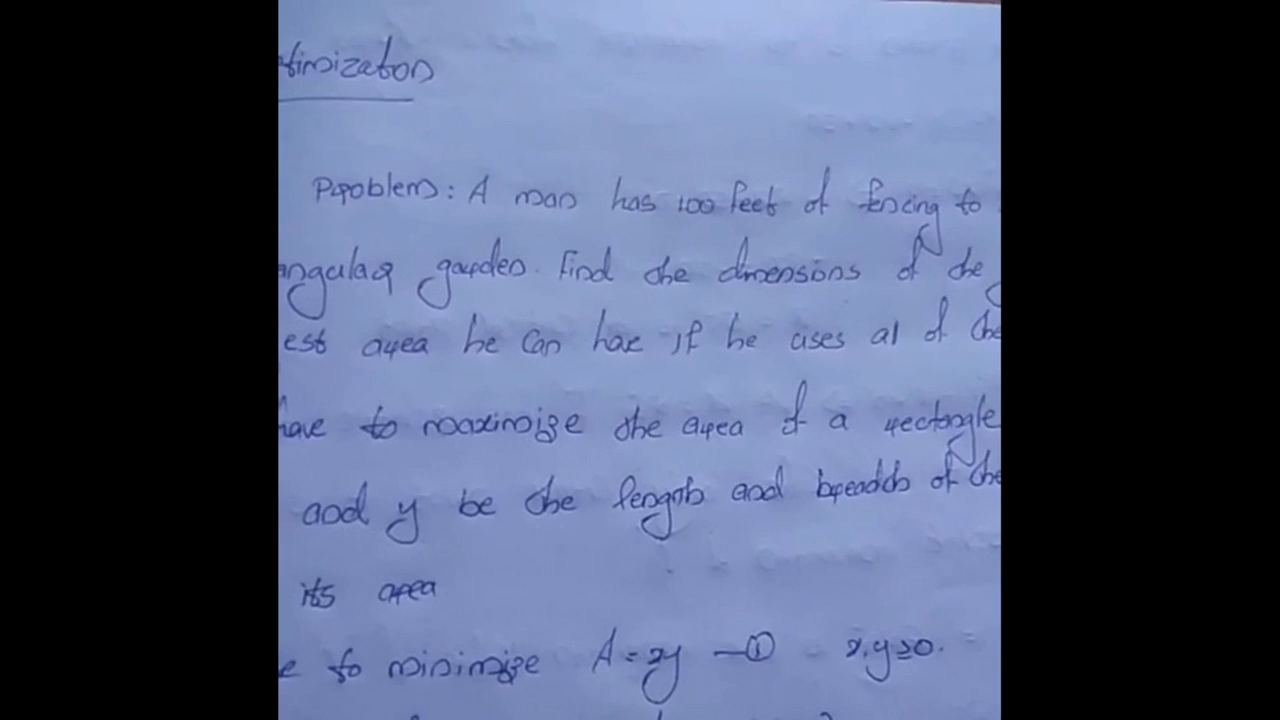 timization
Problem: A man has 100 feet of fencing to
angular garden. Find the dimensions of the
est area he can have if he uses al of the
have to maximize the area of a rectangle
and y be the length and breadth of the
its area
e to minimize A = xy — ① - x, y ≥ 0.